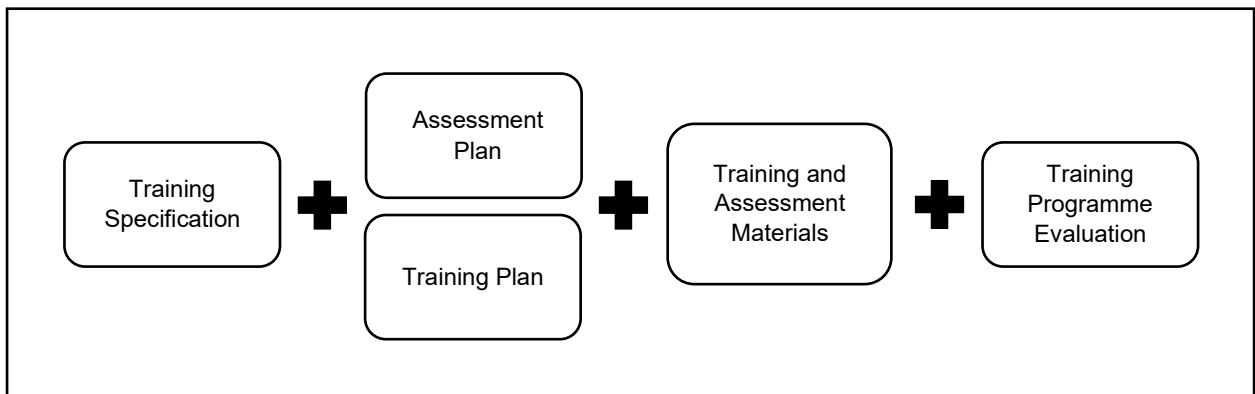 Training
Specification
Assessment
Plan
Training Plan
Training and
Assessment
Materials
Training
Programme
Evaluation